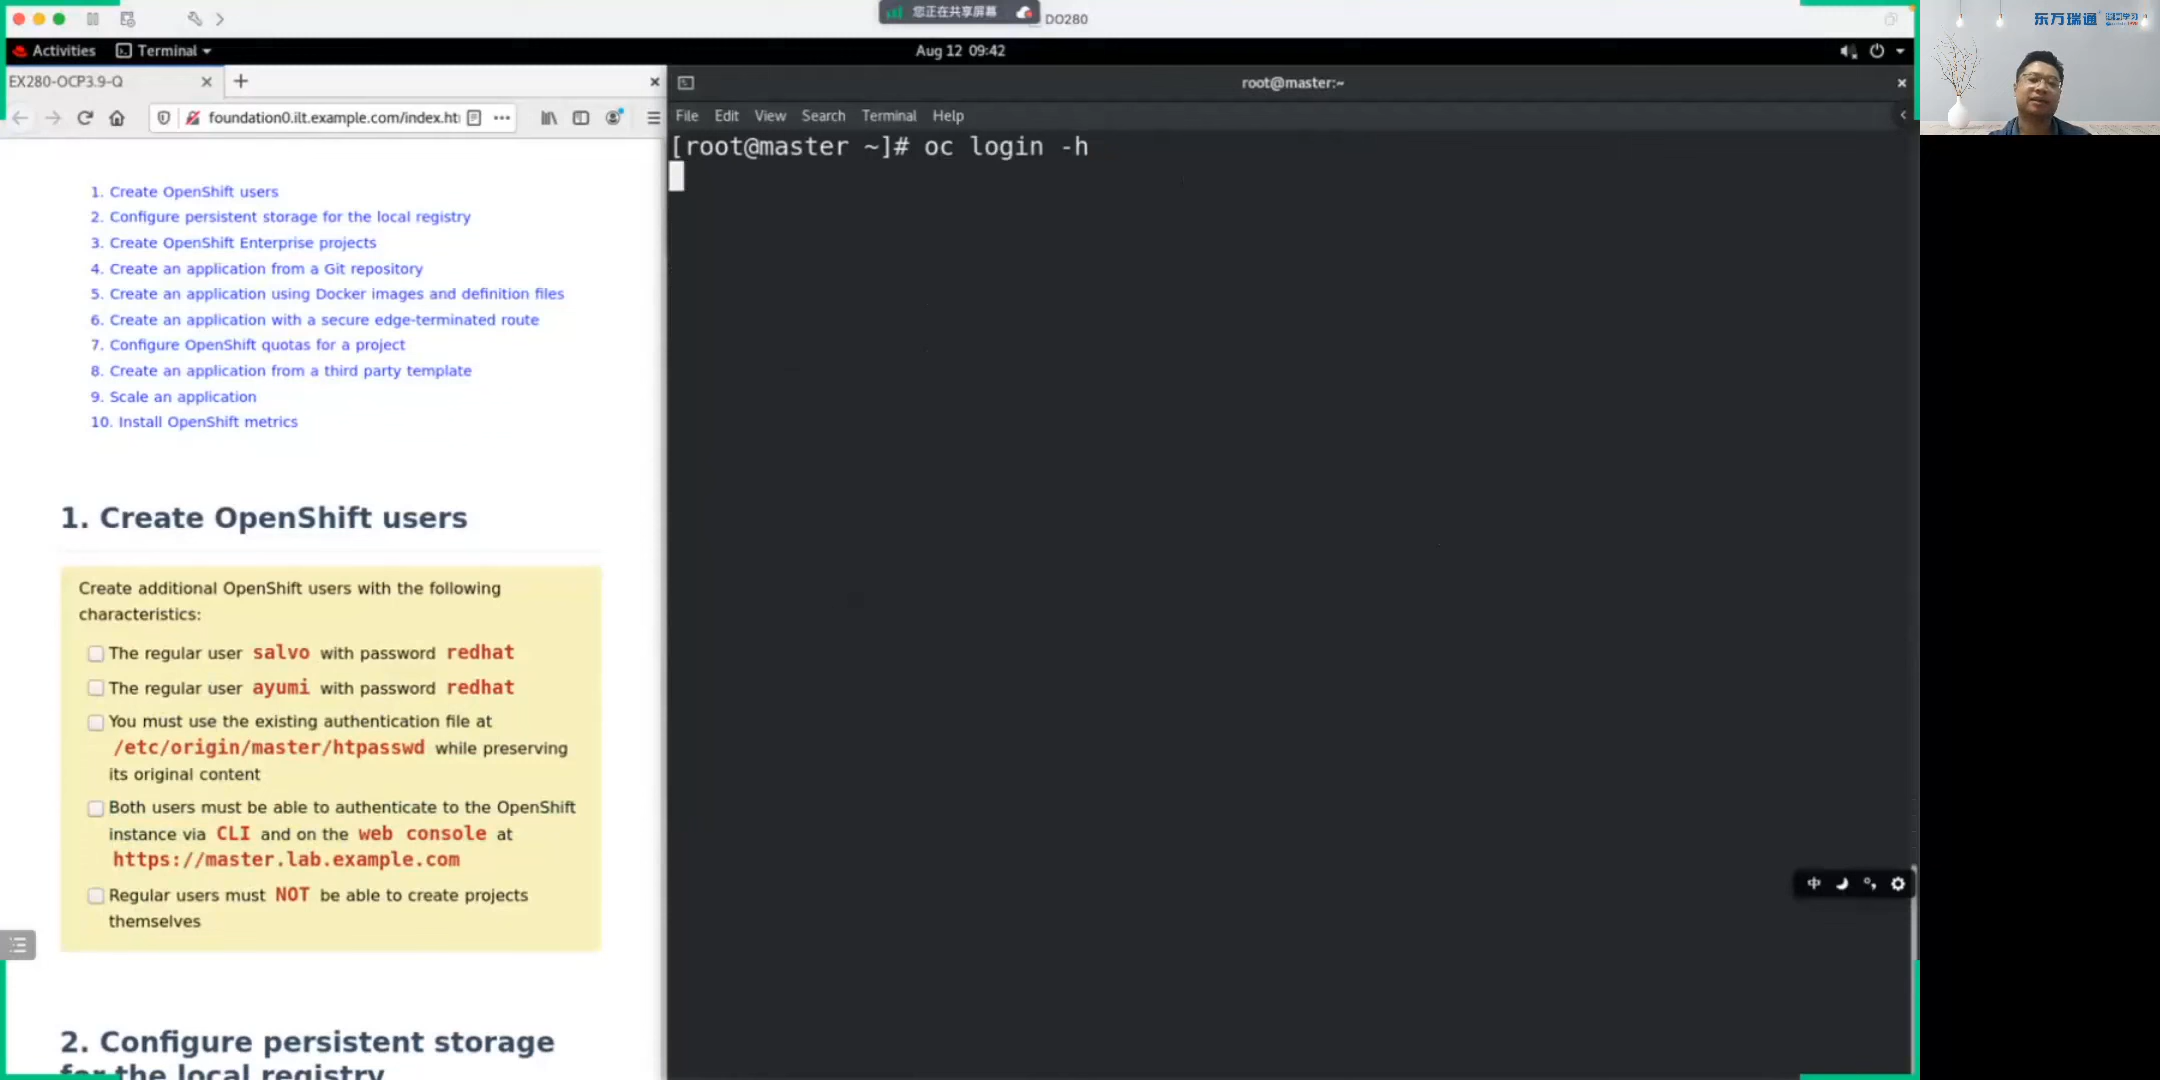 您正在共享屏幕
DO280
Activities
Terminal
Aug 12 09:42
EX280-OCP3.9-Q
foundation0.ilt.example.com/index.ht
1. Create OpenShift users
2. Configure persistent storage for the local registry
3. Create OpenShift Enterprise projects
4. Create an application from a Git repository
5. Create an application using Docker images and definition files
6. Create an application with a secure edge-terminated route
7. Configure OpenShift quotas for a project
8. Create an application from a third party template
9. Scale an application
10. Install OpenShift metrics
1. Create OpenShift users
Create additional OpenShift users with the following
characteristics:
The regular user salvo with password redhat
The regular user ayumi with password redhat
You must use the existing authentication file at
/etc/origin/master/htpasswd while preserving
its original content
Both users must be able to authenticate to the OpenShift
instance via CLI and on the web console at
https://master.lab.example.com
Regular users must NOT be able to create projects
themselves
2. Configure persistent storage
for the local registry
root@master:~
File Edit View Search Terminal Help
[root@master ~]# oc login -h
中
东方瑞通